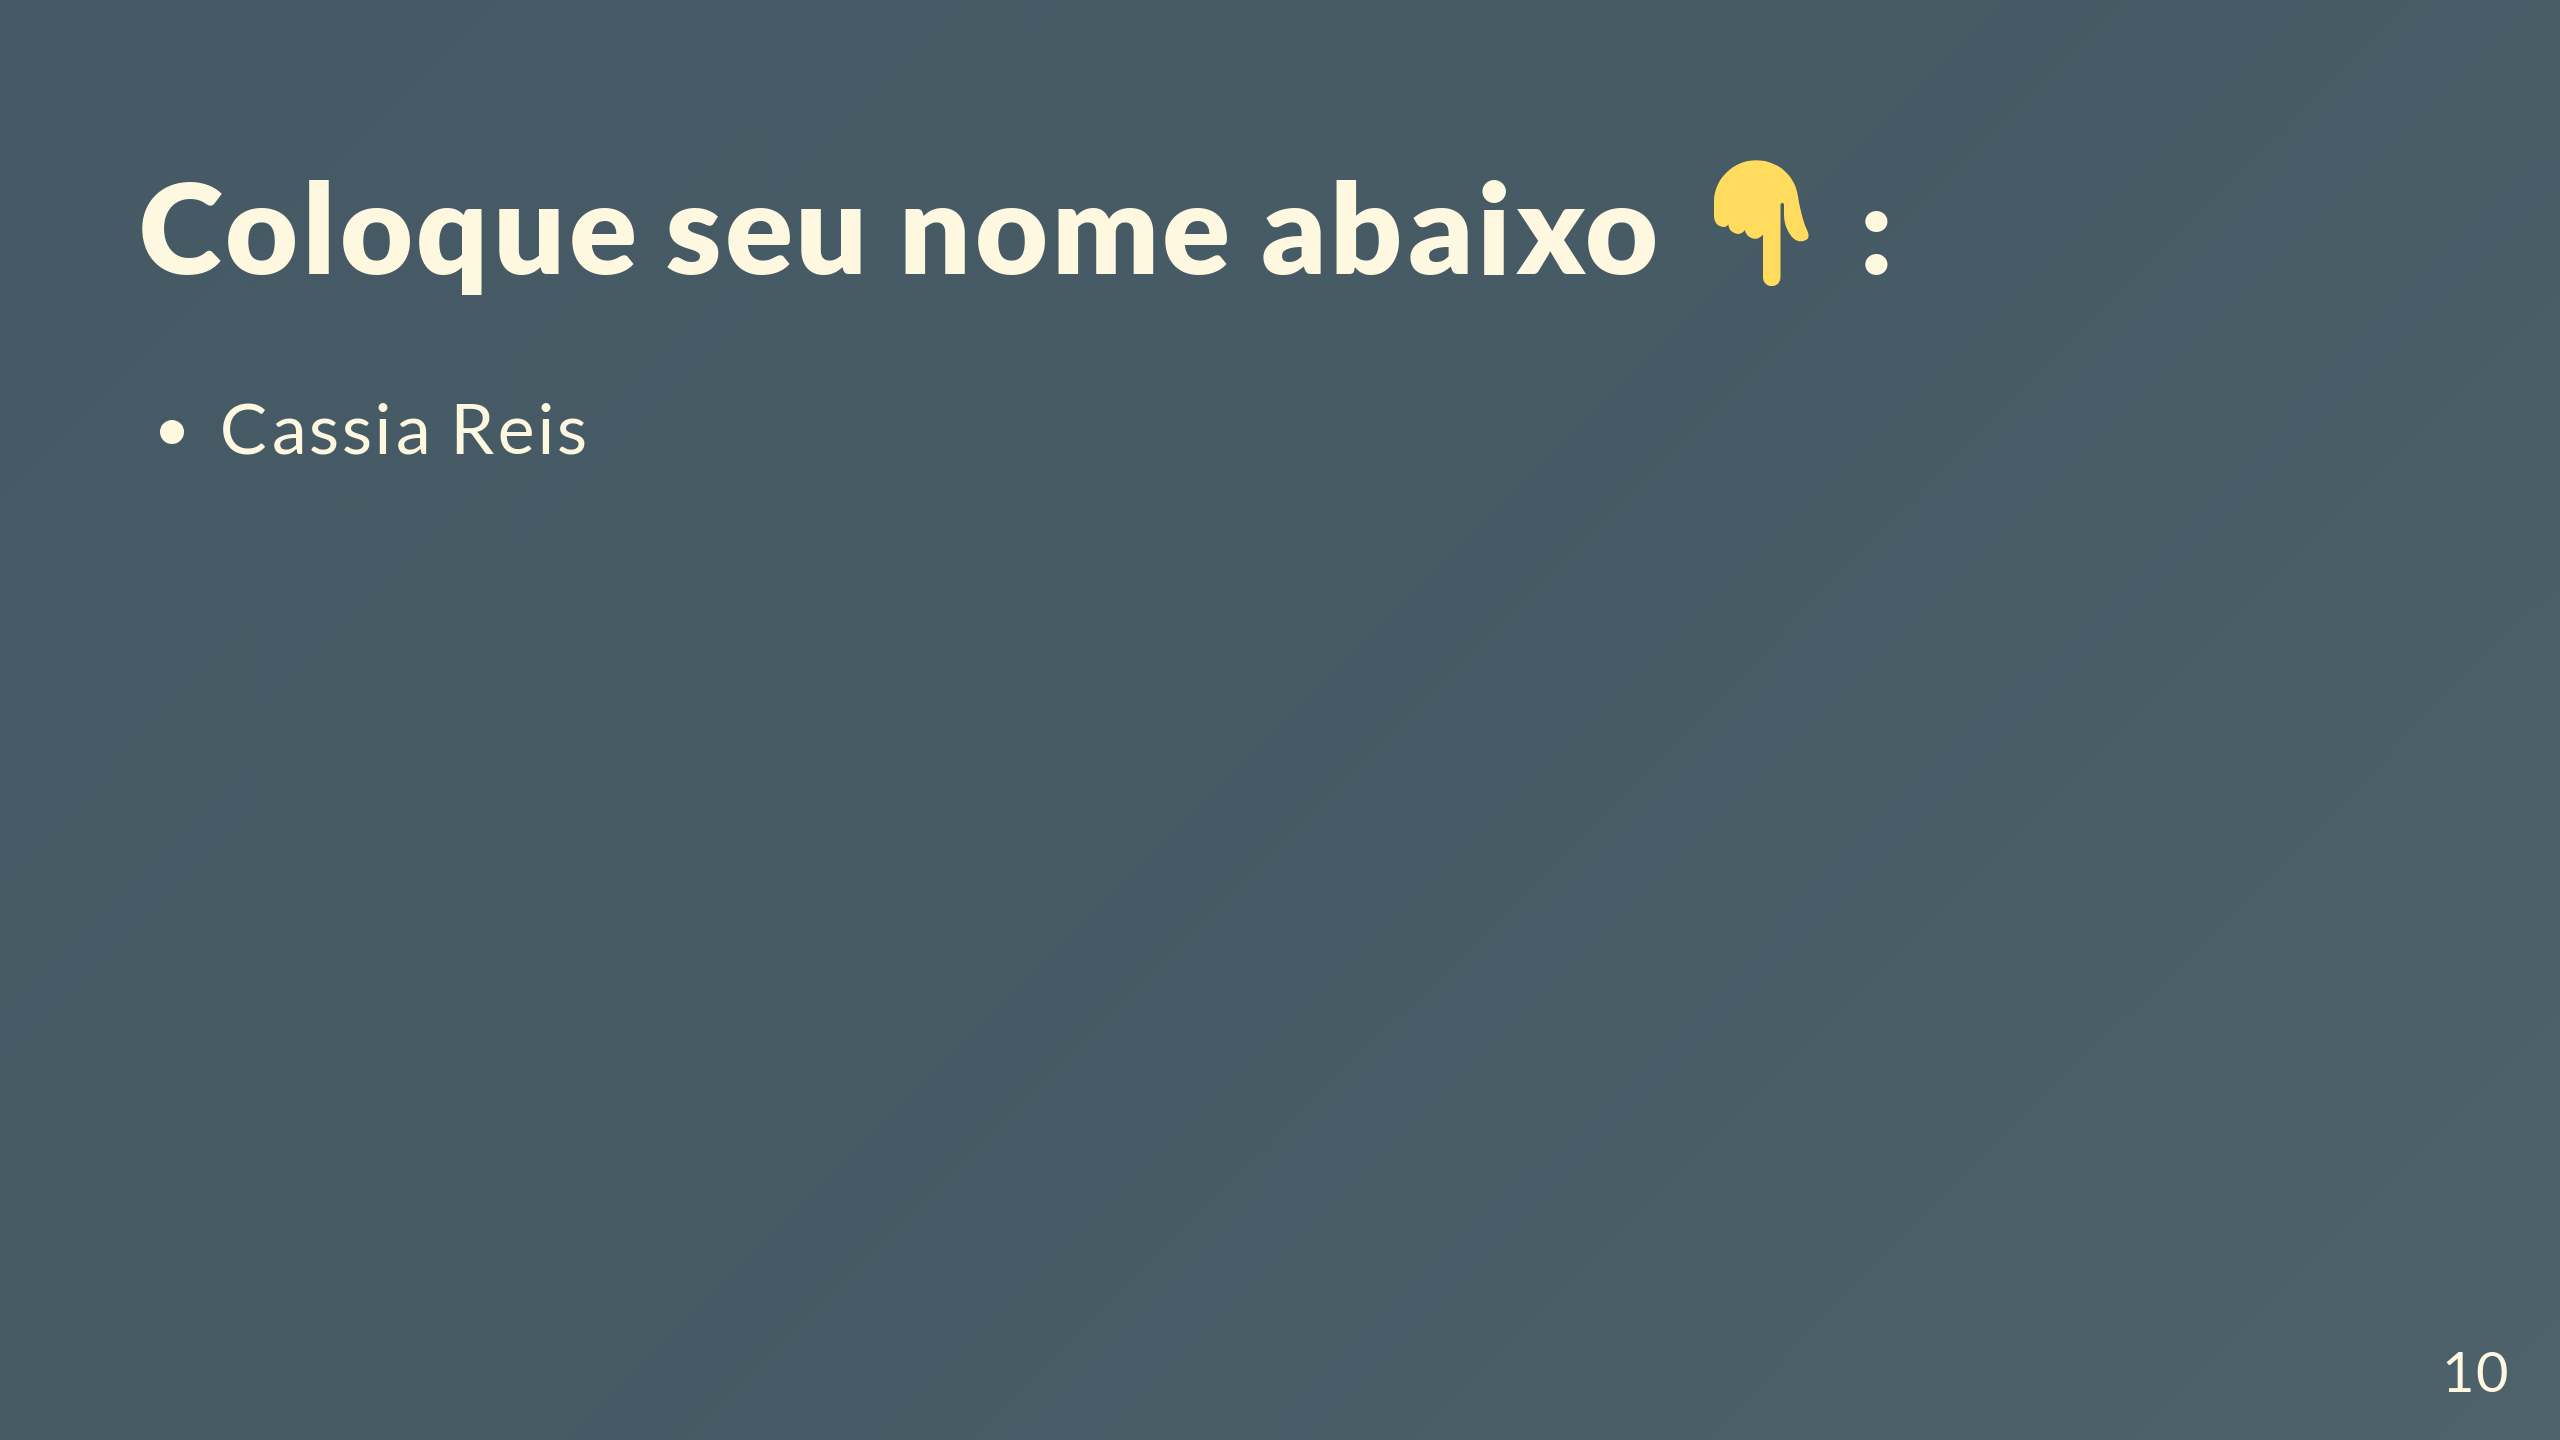 Coloque seu nome abaixo 👇 :
• Cassia Reis
10